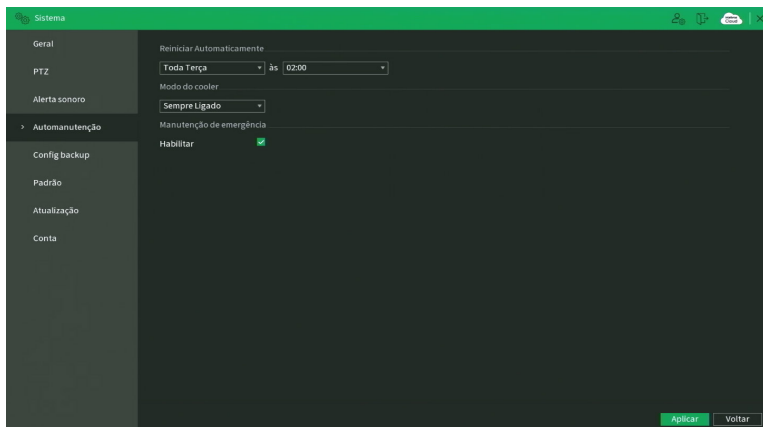 Sistema
Cloud
Geral
PTZ
Alerta sonoro
Automanutenção
Config backup
Padrão
Atualização
Conta
Reiniciar Automaticamente
Toda Terça às 02:00
Modo do cooler
Sempre Ligado
Manutenção de emergência
Habilitar
Aplicar Voltar